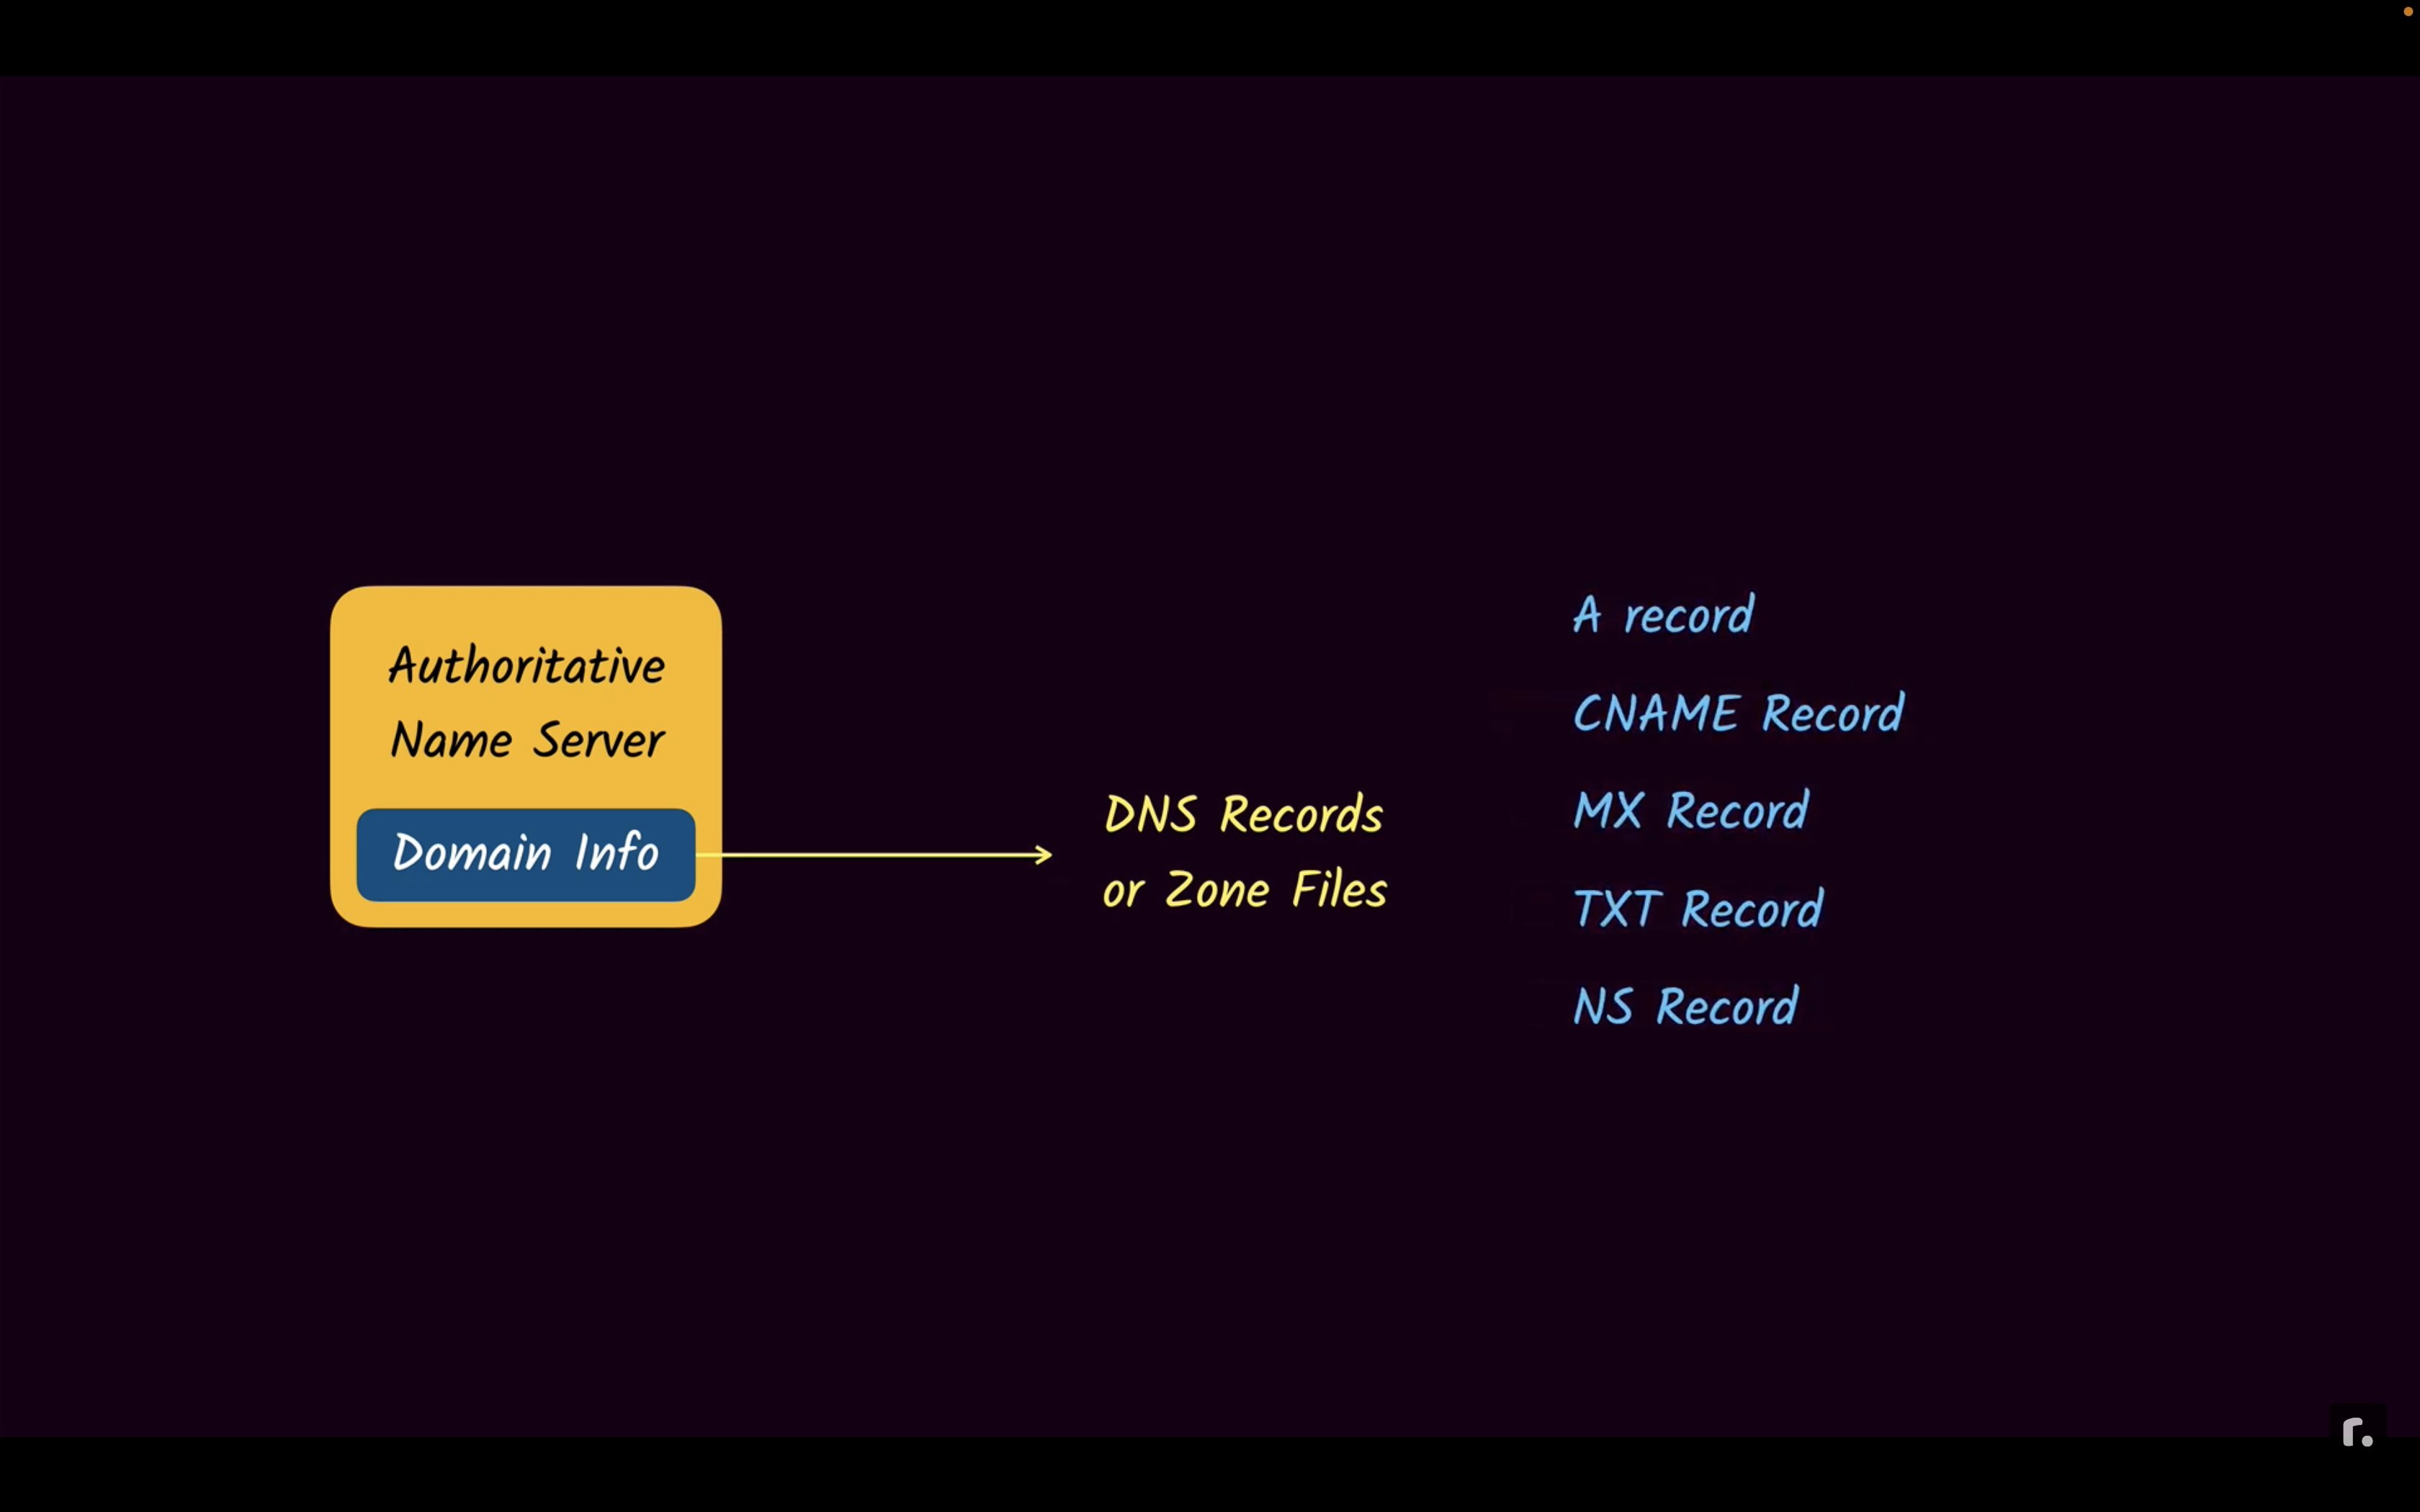 Authoritative
Name Server
Domain Info
DNS Records
or Zone Files
A record
CNAME Record
MX Record
TXT Record
NS Record
r.